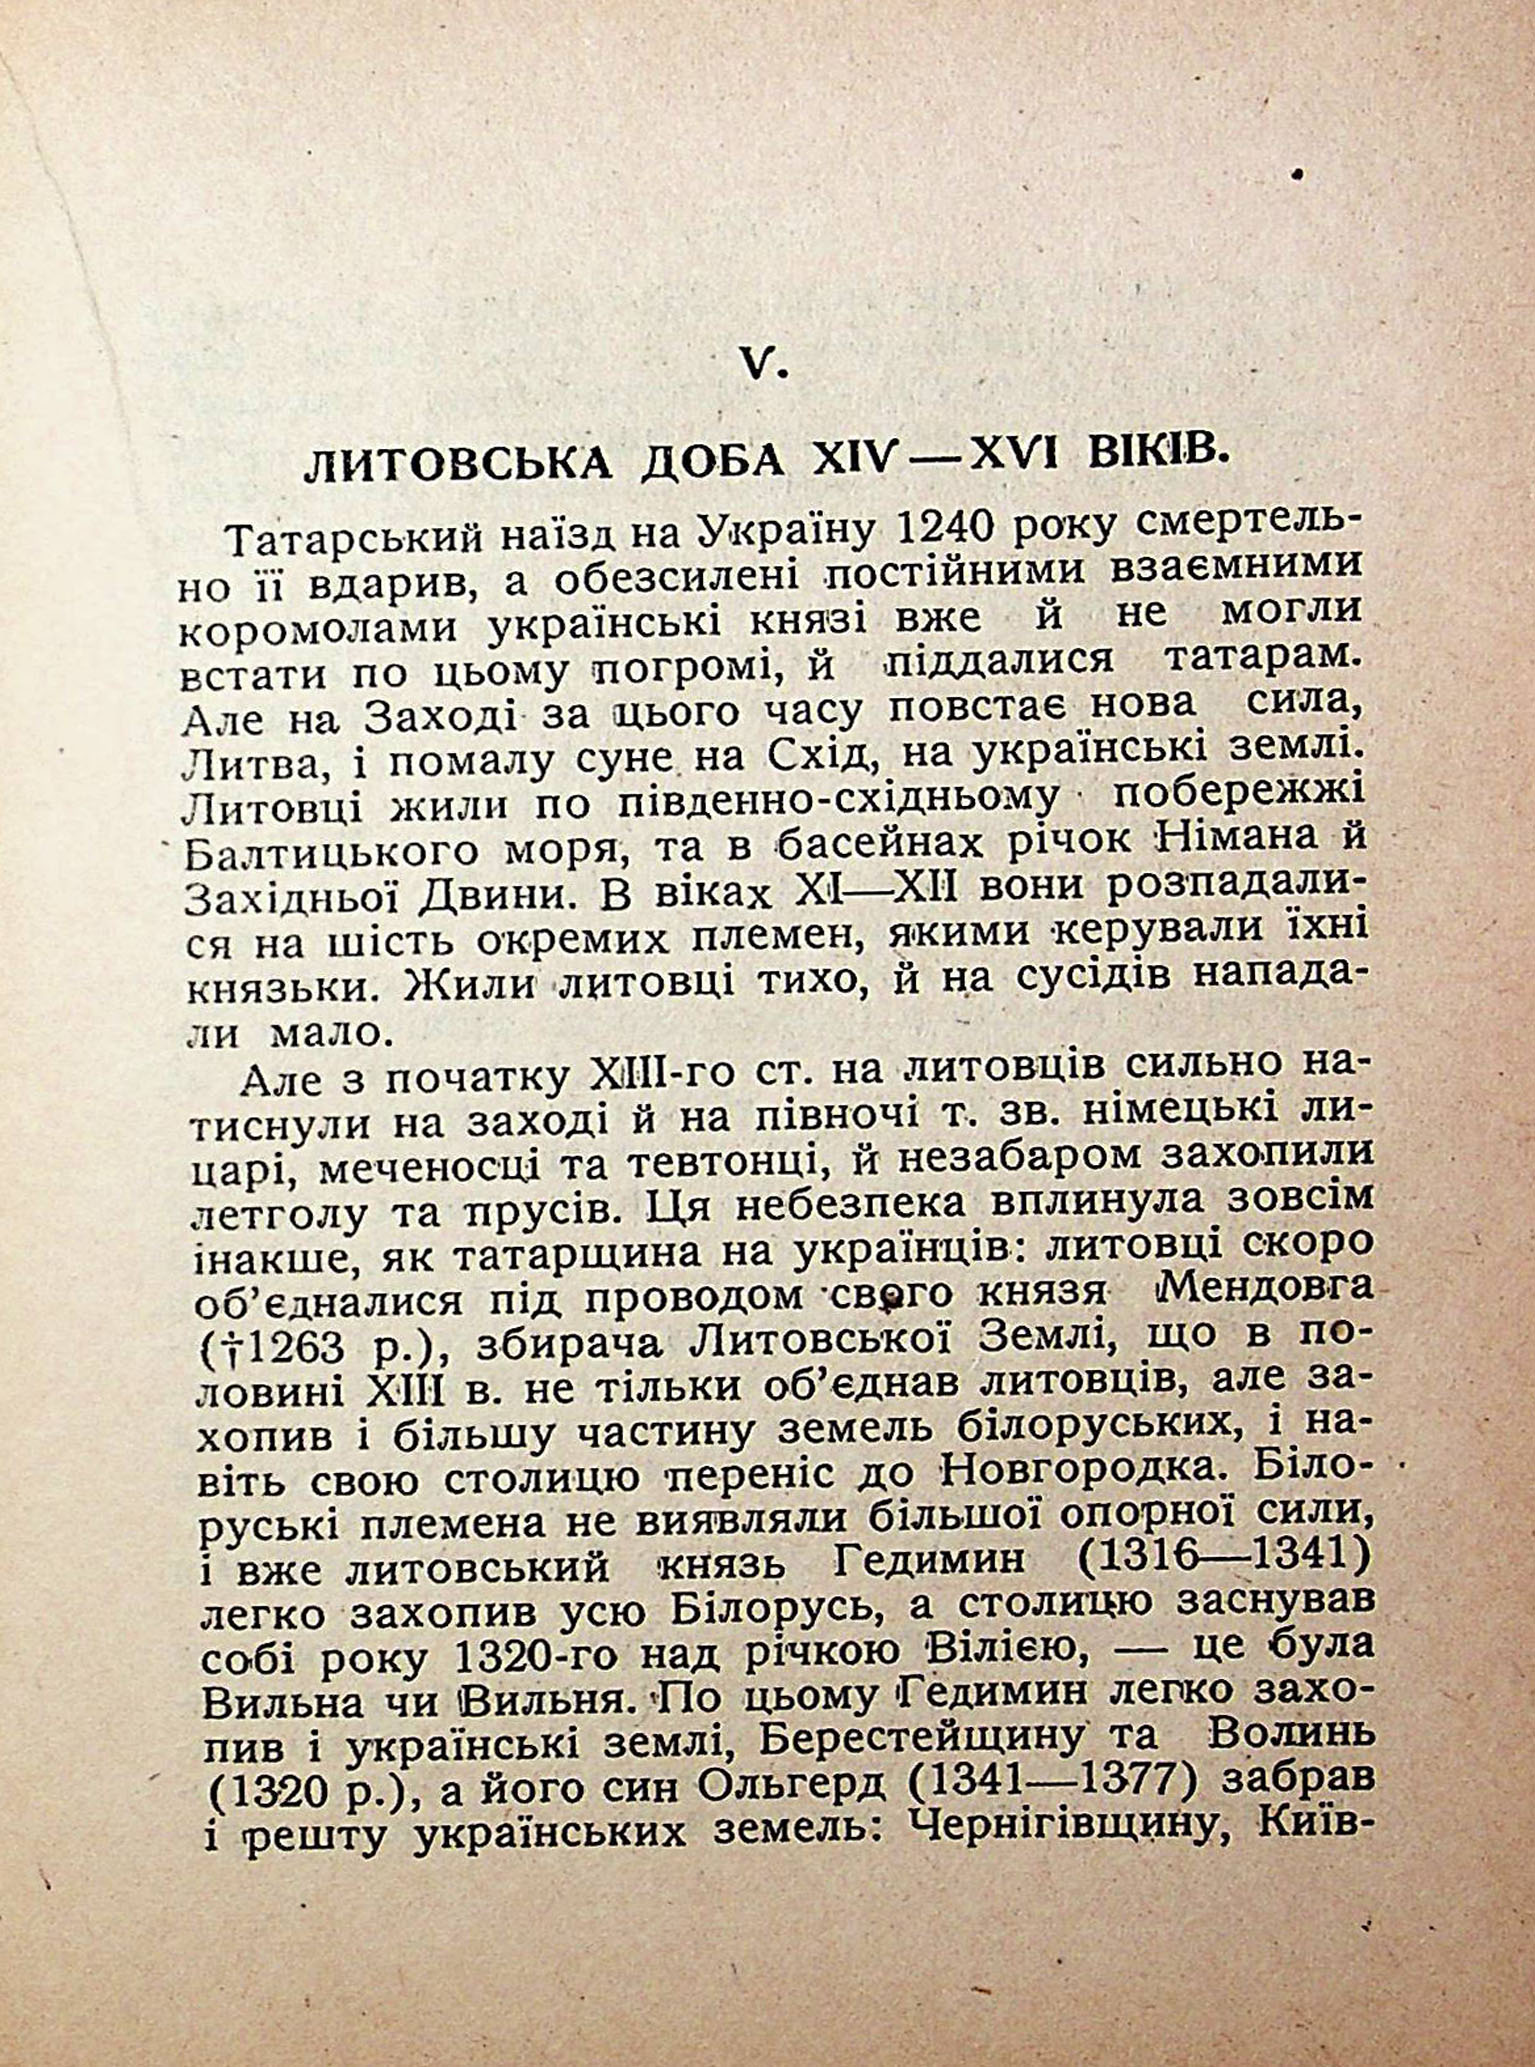 V.
ЛИТОВСЬКА ДОБА XIV—XVI ВІКІВ.
Татарський наїзд на Україну 1240 року смертель-
но її вдарив, а обезсилені постійними взаємними
коромолами українські князі вже й не могли
встати по цьому погромі, й піддалися татарам.
Але на Заході за цього часу повстає нова сила,
Литва, і помалу суне на Схід, на українські землі.
Литовці жили по південно-східньому побережжі
Балтицького моря, та в басейнах річок Німана й
Західньої Двини. В віках XI—XII вони розпадали-
ся на шість окремих племен, якими керували їхні
князьки. Жили литовці тихо, й на сусідів напада-
ли мало.
Але з початку XIII-го ст. на литовців сильно на-
тиснули на заході й на півночі т. зв. німецькі ли-
царі, меченосці та тевтонці, й незабаром захопили
летголу та прусів. Ця небезпека вплинула зовсім
інакше, як татарщина на українців: литовці скоро
об’єдналися під проводом свого князя Мендовга
(†1263 р.), збирача Литовської Землі, що в по-
ловині XIII в. не тільки об’єднав литовців, але за-
хопив і більшу частину земель білоруських, і на-
віть свою столицю переніс до Новгородка. Біло-
руські племена не виявляли більшої опорної сили,
і вже литовський князь Гедимин (1316—1341)
легко захопив усю Білорусь, а столицю заснував
собі року 1320-го над річкою Вілією, — це була
Вильна чи Вильня. По цьому Гедимин легко захо-
пив і українські землі, Берестейщину та Волинь
(1320 р.), а його син Ольгерд (1341—1377) забрав
і решту українських земель: Чернігівщину, Київ-